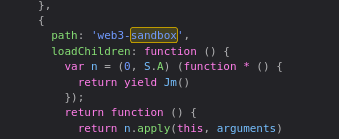 },
{
path: 'web3-sandbox',
loadChildren: function () {
var n = (0, S.A) (function * () {
return yield Jm()
});
return function () {
return n.apply(this, arguments)